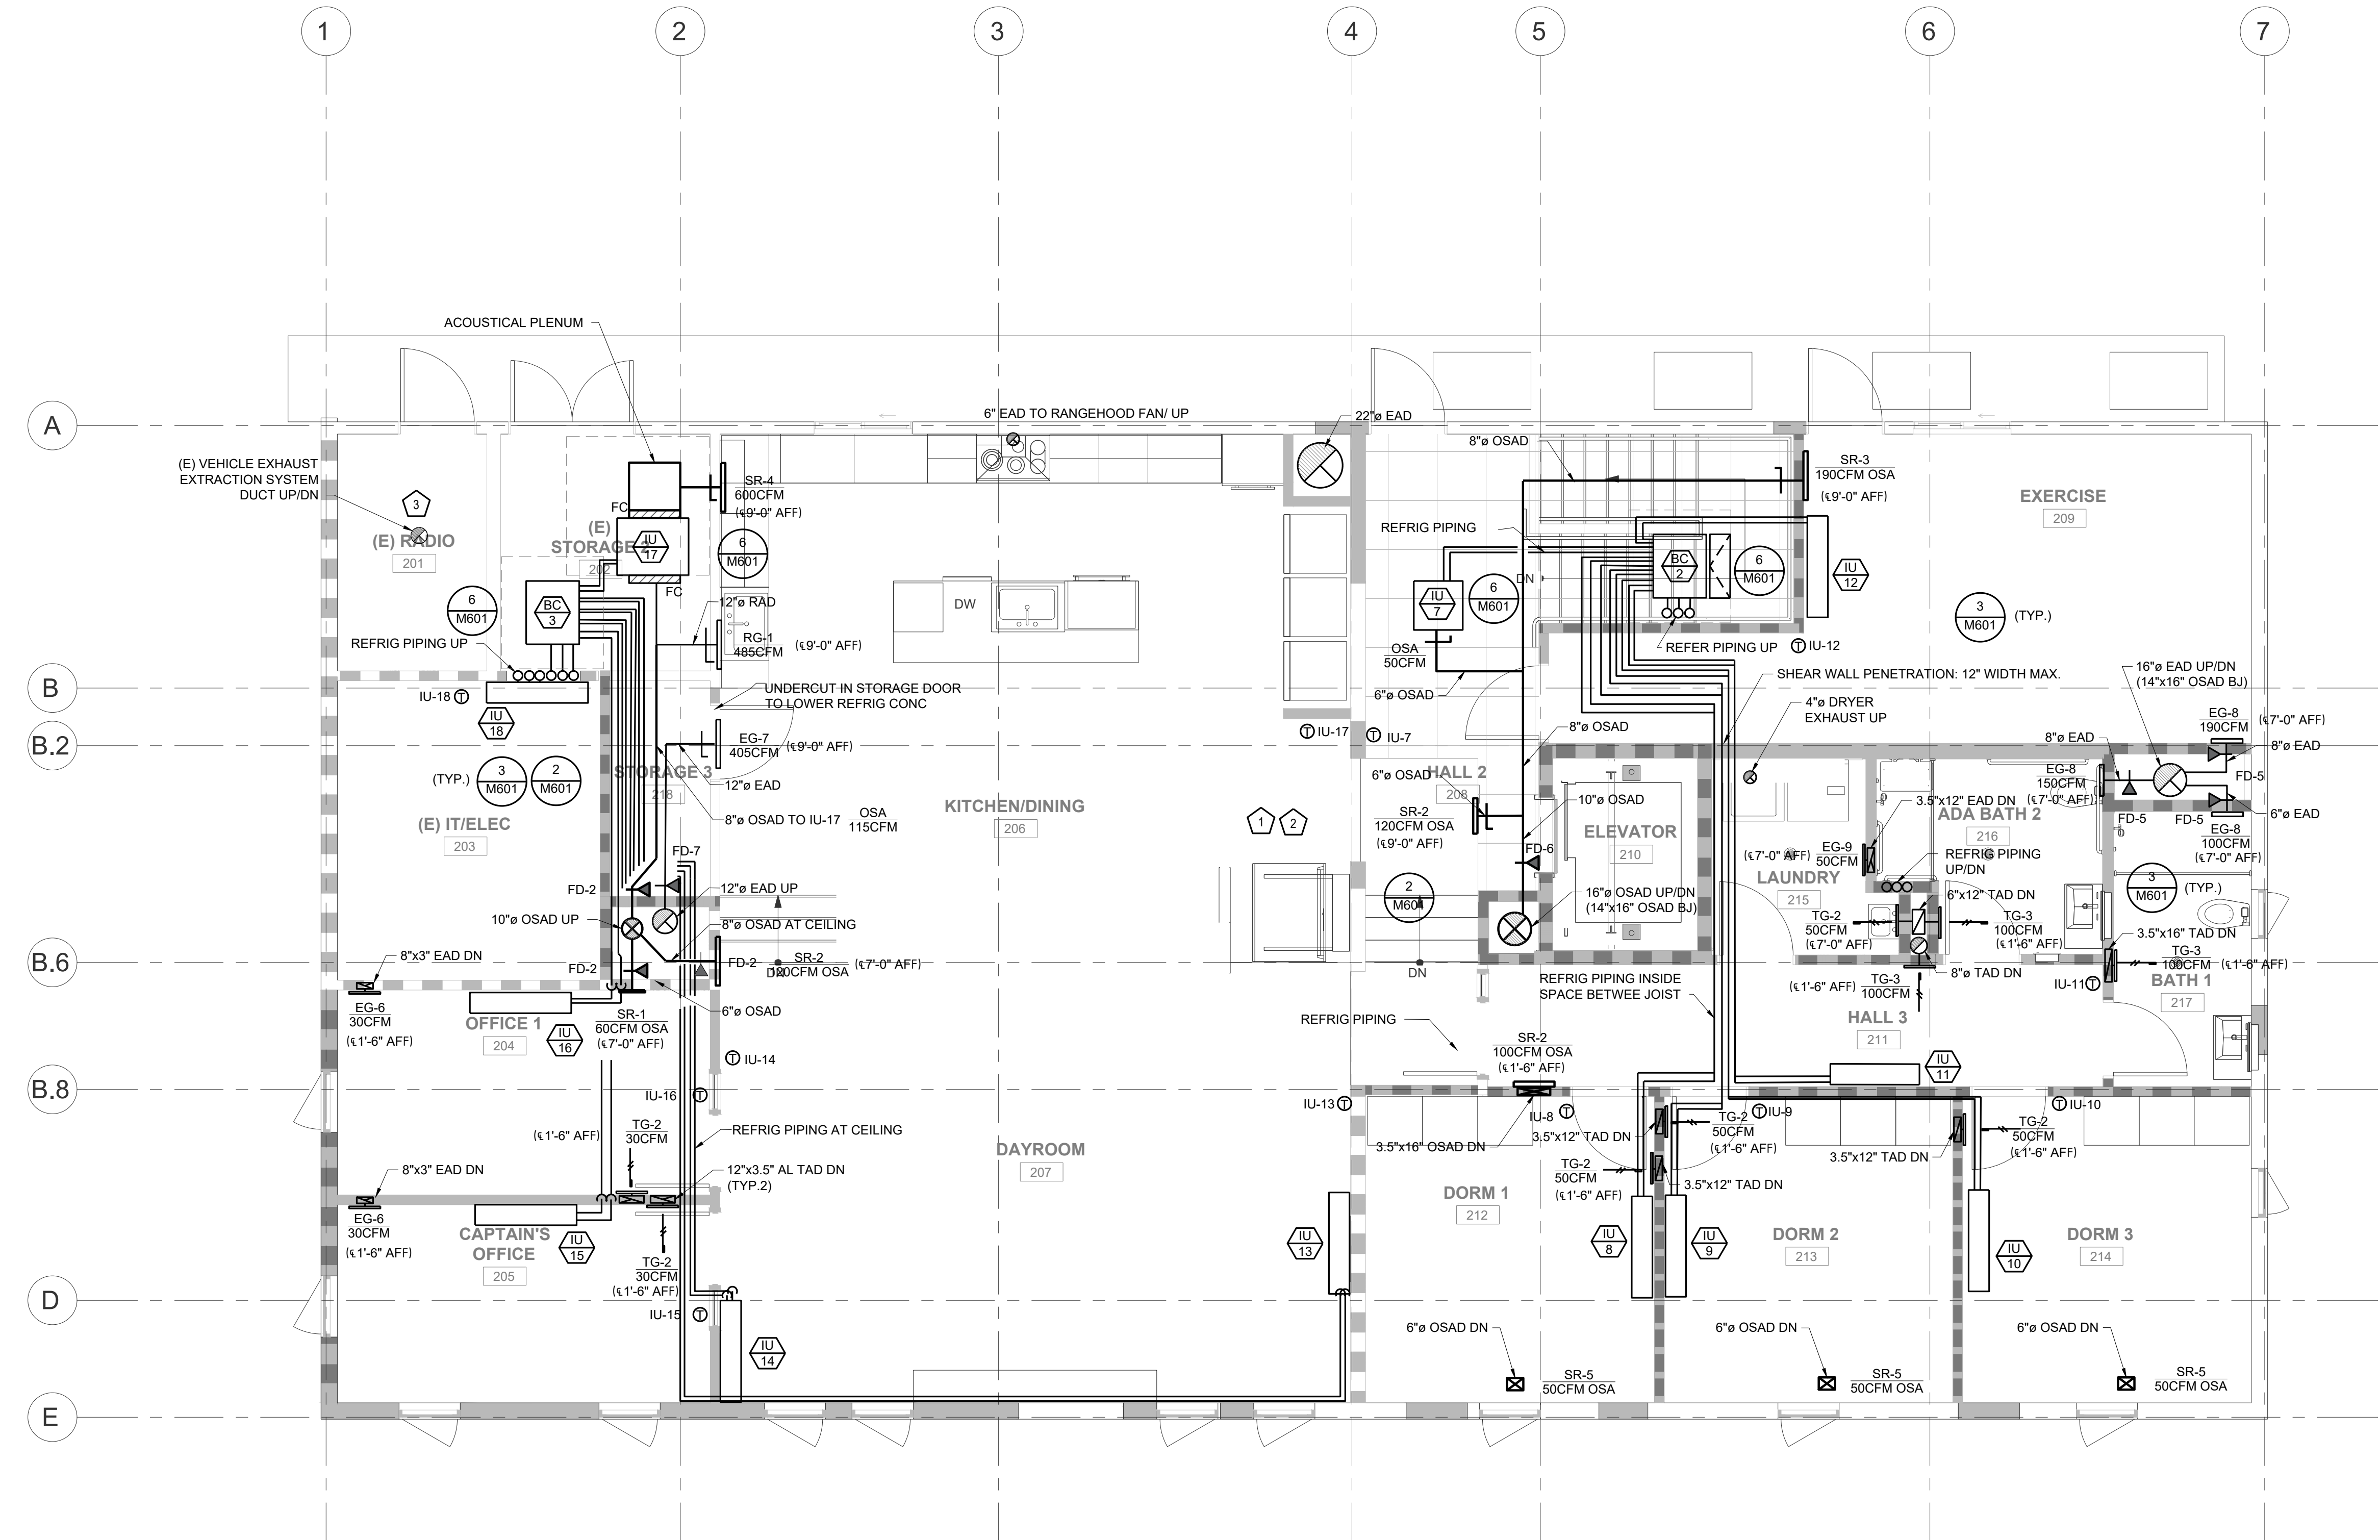 1
2
3
4
5
6
7
ACOUSTICAL PLENUM
A
6" EAD TO RANGEHOOD FAN/ UP
22"ø EAD
8"ø OSAD
(E) VEHICLE EXHAUST
EXTRACTION SYSTEM
DUCT UP/DN
3
(E) RADIO
201
FC
SR-4
600CFM
(℄9'-0" AFF)
(E)
STORAGE 2
202
IU
17
6
M601
FC
BC
3
6
M601
REFRIG PIPING UP
12"ø RAD
RG-1
485CFM
(℄9'-0" AFF)
DW
SR-3
190CFM OSA
(℄9'-0" AFF)
EXERCISE
209
REFRIG PIPING
BC
2
6
M601
IU
12
DN
IU
7
6
M601
3
M601
(TYP.)
OSA
50CFM
REFER PIPING UP
IU-12
T
B
IU-18
T
IU
18
UNDERCUT IN STORAGE DOOR
TO LOWER REFRIG CONC
6"ø OSAD
SHEAR WALL PENETRATION: 12" WIDTH MAX.
16"ø EAD UP/DN
(14"x16" OSAD BJ)
4"ø DRYER
EXHAUST UP
B.2
EG-7
405CFM
(℄9'-0" AFF)
T
IU-17
T
IU-7
8"ø OSAD
EG-8
190CFM
(℄7'-0" AFF)
8"ø EAD
8"ø EAD
(TYP.)
3
M601
2
M601
STORAGE 3
218
12"ø EAD
6"ø OSAD
HALL 2
208
10"ø OSAD
EG-8
150CFM
(℄7'-0" AFF)
FD-5
3.5"x12" EAD DN
KITCHEN/DINING
206
8"ø OSAD TO IU-17
OSA
115CFM
(E) IT/ELEC
203
1
2
SR-2
120CFM OSA
(℄9'-0" AFF)
ELEVATOR
210
FD-6
ADA BATH 2
216
FD-5
FD-5
6"ø EAD
EG-8
100CFM
(℄7'-0" AFF)
FD-7
(℄7'-0" AFF)
EG-9
50CFM
REFRIG PIPING
UP/DN
LAUNDRY
215
FD-2
12"ø EAD UP
2
M601
16"ø OSAD UP/DN
(14"x16" OSAD BJ)
3
M601
(TYP.)
6"x12" TAD DN
10"ø OSAD UP
8"ø OSAD AT CEILING
TG-2
50CFM
(℄7'-0" AFF)
TG-3
100CFM
(℄1'-6" AFF)
3.5"x16" TAD DN
B.6
8"x3" EAD DN
FD-2
FD-2
DN
SR-2
120CFM OSA
(℄7'-0" AFF)
DN
TG-3
100CFM
(℄1'-6" AFF)
8"ø TAD DN
REFRIG PIPING INSIDE
SPACE BETWEE JOIST
(℄1'-6" AFF)
TG-3
100CFM
IU-11
T
BATH 1
217
EG-6
30CFM
(℄1'-6" AFF)
OFFICE 1
204
IU
16
SR-1
60CFM OSA
(℄7'-0" AFF)
6"ø OSAD
REFRIG PIPING
HALL 3
211
T
IU-14
SR-2
100CFM OSA
(℄1'-6" AFF)
IU
11
B.8
IU-16
T
IU-13
T
IU-8
T
T
IU-9
T
IU-10
(℄1'-6" AFF)
TG-2
30CFM
REFRIG PIPING AT CEILING
3.5"x16" OSAD DN
3.5"x12" TAD DN
TG-2
50CFM
(℄1'-6" AFF)
TG-2
50CFM
(℄1'-6" AFF)
3.5"x12" TAD DN
DAYROOM
207
8"x3" EAD DN
12"x3.5" AL TAD DN
(TYP.2)
TG-2
50CFM
(℄1'-6" AFF)
3.5"x12" TAD DN
DORM 1
212
EG-6
30CFM
(℄1'-6" AFF)
CAPTAIN'S
OFFICE
205
IU
15
IU
13
IU
8
IU
9
DORM 2
213
IU
10
DORM 3
214
TG-2
30CFM
(℄1'-6" AFF)
D
IU-15
T
IU
14
6"ø OSAD DN
6"ø OSAD DN
6"ø OSAD DN
SR-5
50CFM OSA
SR-5
50CFM OSA
SR-5
50CFM OSA
E